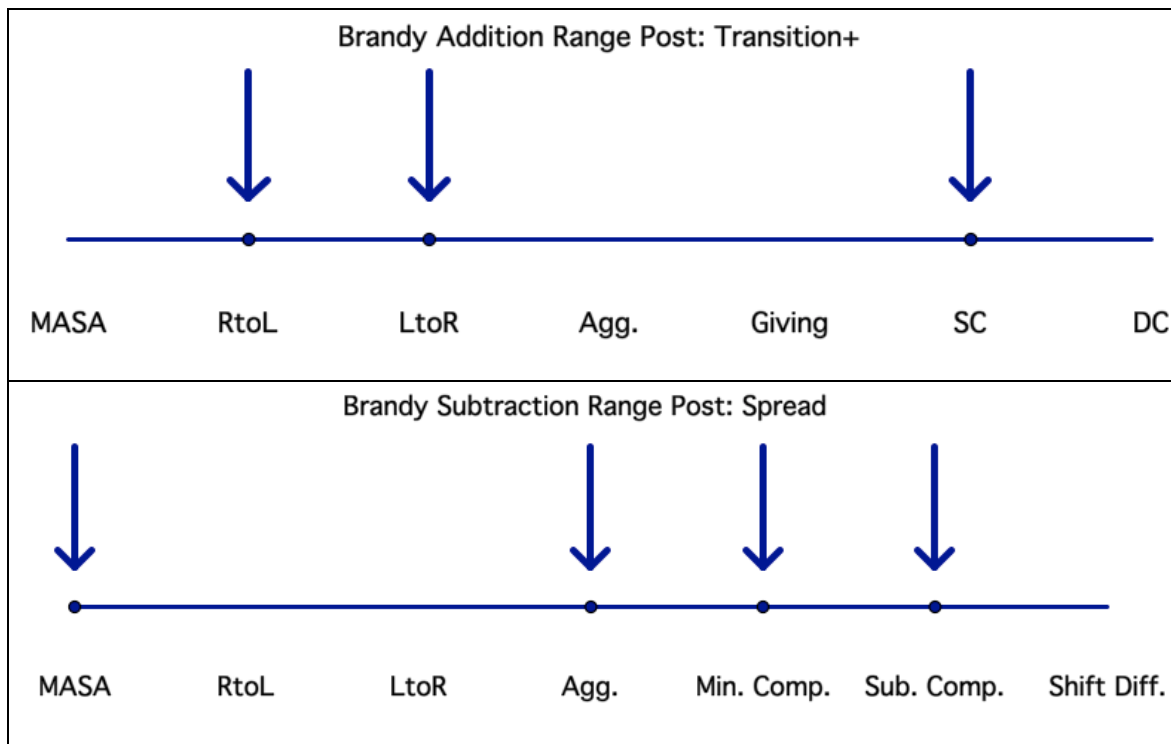 Brandy Addition Range Post: Transition+
MASA RtoL LtoR Agg. Giving SC DC
Brandy Subtraction Range Post: Spread
MASA RtoL LtoR Agg. Min. Comp. Sub. Comp. Shift Diff.